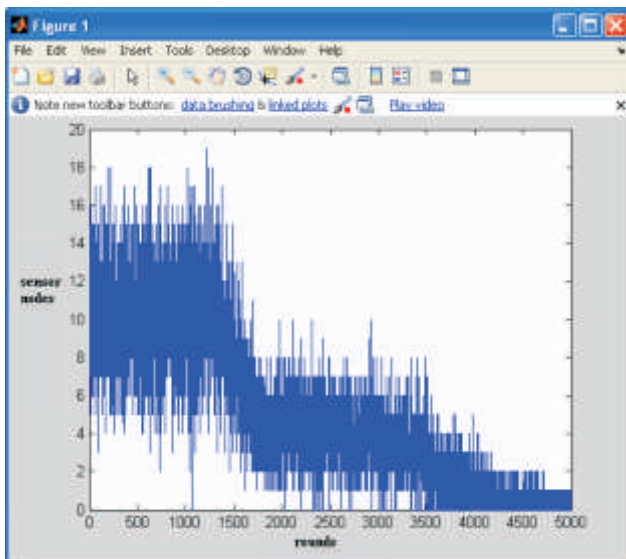 Figure 1
File Edit View Insert Tools Desktop Window Help
Note new toolbar buttons: data brushing & linked plots Play video
20
18
16
14
sensor 12
nodes
10
8
6
4
2
0
0 500 1000 1500 2000 2500 3000 3500 4000 4500 5000
rounds